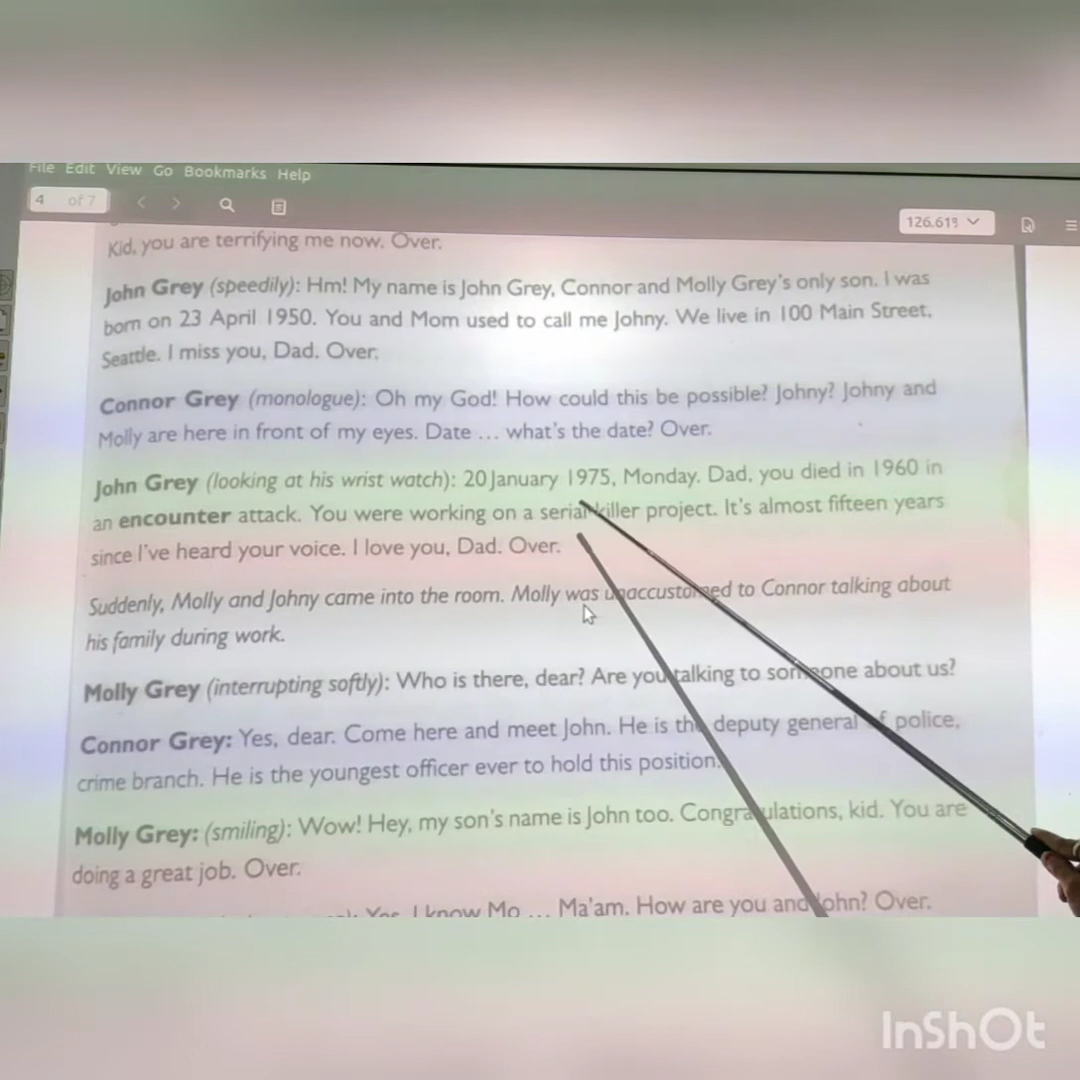 File Edit View Go Bookmarks Help
4 of 7
126.61%
Kid, you are terrifying me now. Over.
John Grey (speedily): Hm! My name is John Grey, Connor and Molly Grey's only son. I was
born on 23 April 1950. You and Mom used to call me Johny. We live in 100 Main Street,
Seattle. I miss you, Dad. Over.
Connor Grey (monologue): Oh my God! How could this be possible? Johny? Johny and
Molly are here in front of my eyes. Date ... what's the date? Over.
John Grey (looking at his wrist watch): 20 January 1975, Monday. Dad, you died in 1960 in
an encounter attack. You were working on a serial killer project. It's almost fifteen years
since I've heard your voice. I love you, Dad. Over.
Suddenly, Molly and Johny came into the room. Molly was unaccustomed to Connor talking about
his family during work.
Molly Grey (interrupting softly): Who is there, dear? Are you talking to someone about us?
Connor Grey: Yes, dear. Come here and meet John. He is the deputy general of police,
crime branch. He is the youngest officer ever to hold this position.
Molly Grey: (smiling): Wow! Hey, my son's name is John too. Congratulations, kid. You are
doing a great job. Over.
Yes, I know Mo ... Ma'am. How are you and John? Over.
InShOt